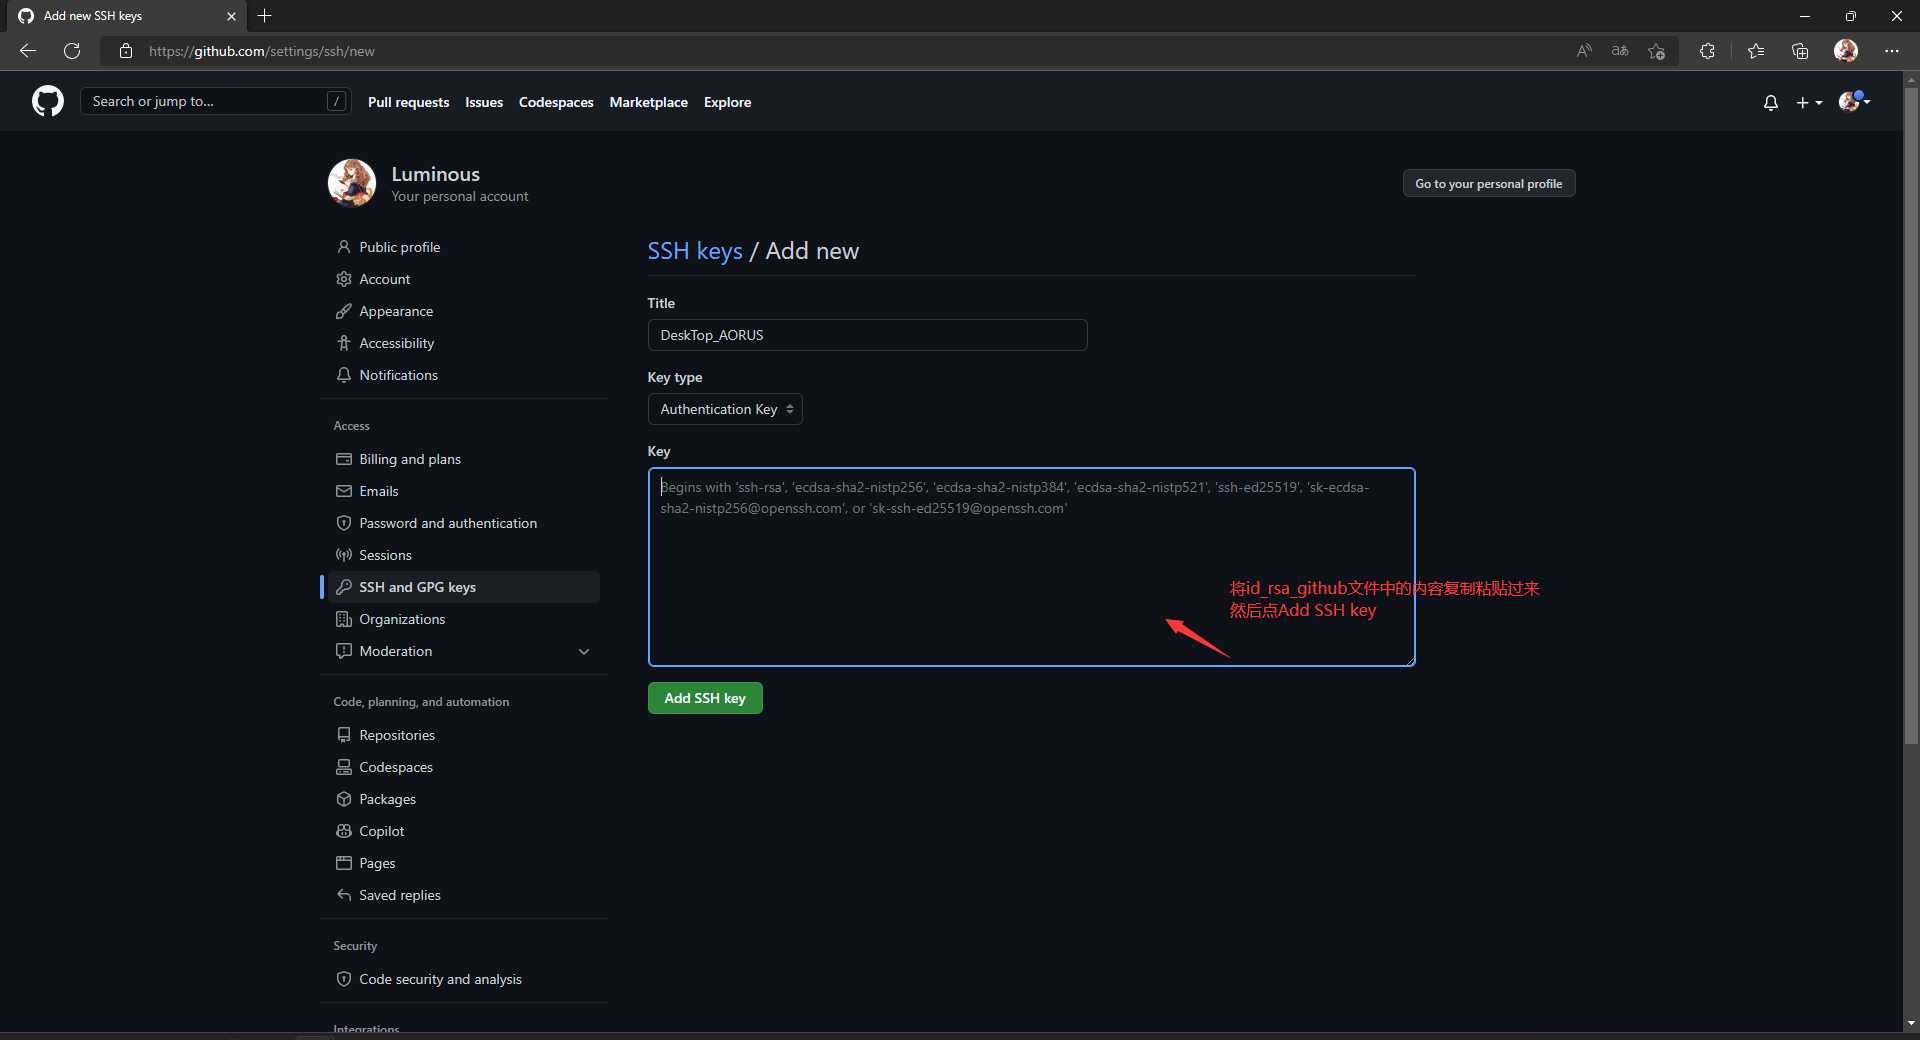 Add new SSH keys
https://github.com/settings/ssh/new
Search or jump to... /
Pull requests
Issues
Codespaces
Marketplace
Explore
Luminous
Your personal account
Go to your personal profile
Public profile
Account
Appearance
Accessibility
Notifications
Access
Billing and plans
Emails
Password and authentication
Sessions
SSH and GPG keys
Organizations
Moderation
Code, planning, and automation
Repositories
Codespaces
Packages
Copilot
Pages
Saved replies
Security
Code security and analysis
Integrations
SSH keys / Add new
Title
DeskTop_AORUS
Key type
Authentication Key
Key
Begins with 'ssh-rsa', 'ecdsa-sha2-nistp256', 'ecdsa-sha2-nistp384', 'ecdsa-sha2-nistp521', 'ssh-ed25519', 'sk-ecdsa-
sha2-nistp256@openssh.com', or 'sk-ssh-ed25519@openssh.com'
将id_rsa_github文件中的内容复制粘贴过来
然后点Add SSH key
Add SSH key